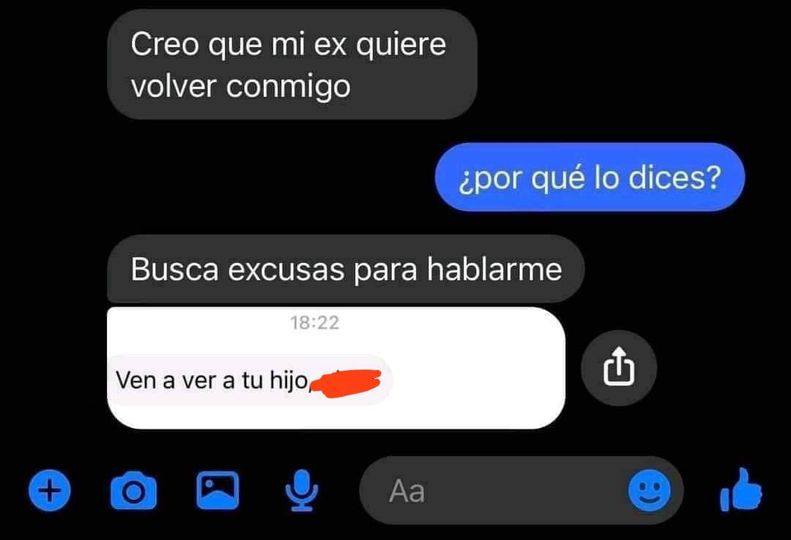 Creo que mi ex quiere
volver conmigo
¿por qué lo dices?
Busca excusas para hablarme
18:22
Ven a ver a tu hijo,
Aa